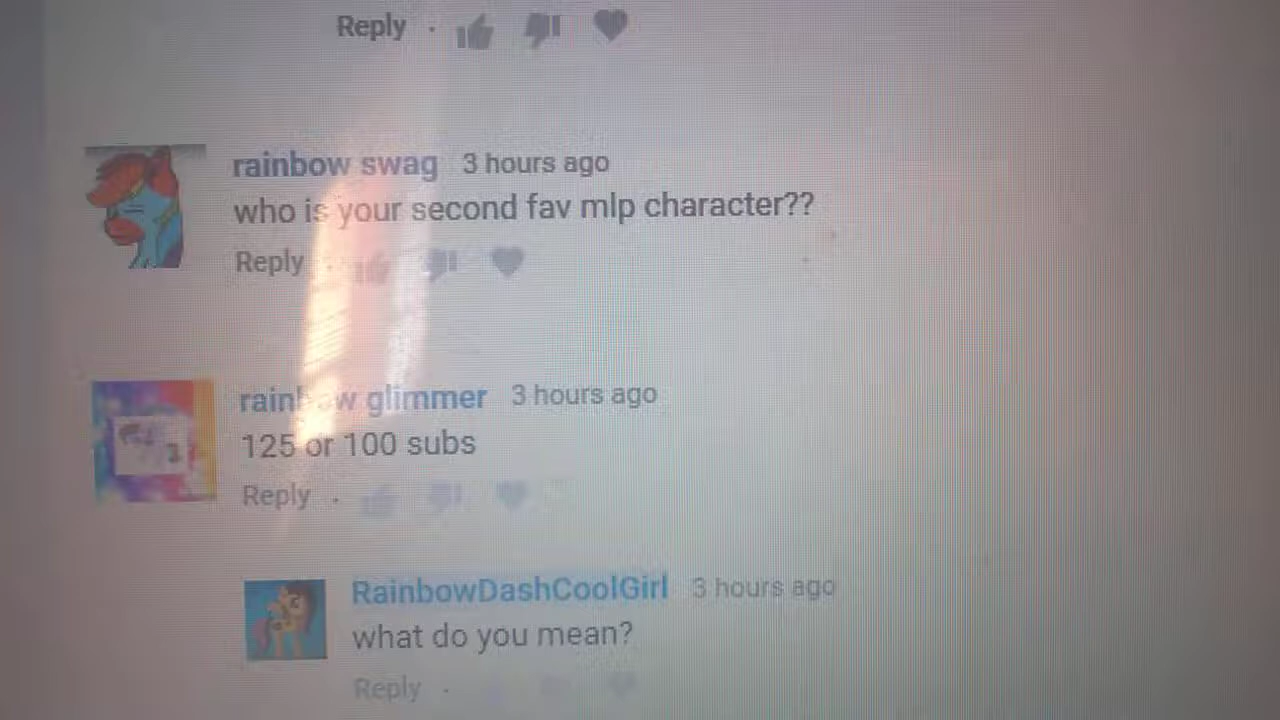 Reply ·
rainbow swag 3 hours ago
who is your second fav mlp character??
Reply ·
rainbow glimmer 3 hours ago
125 or 100 subs
Reply ·
RainbowDashCoolGirl 3 hours ago
what do you mean?
Reply ·